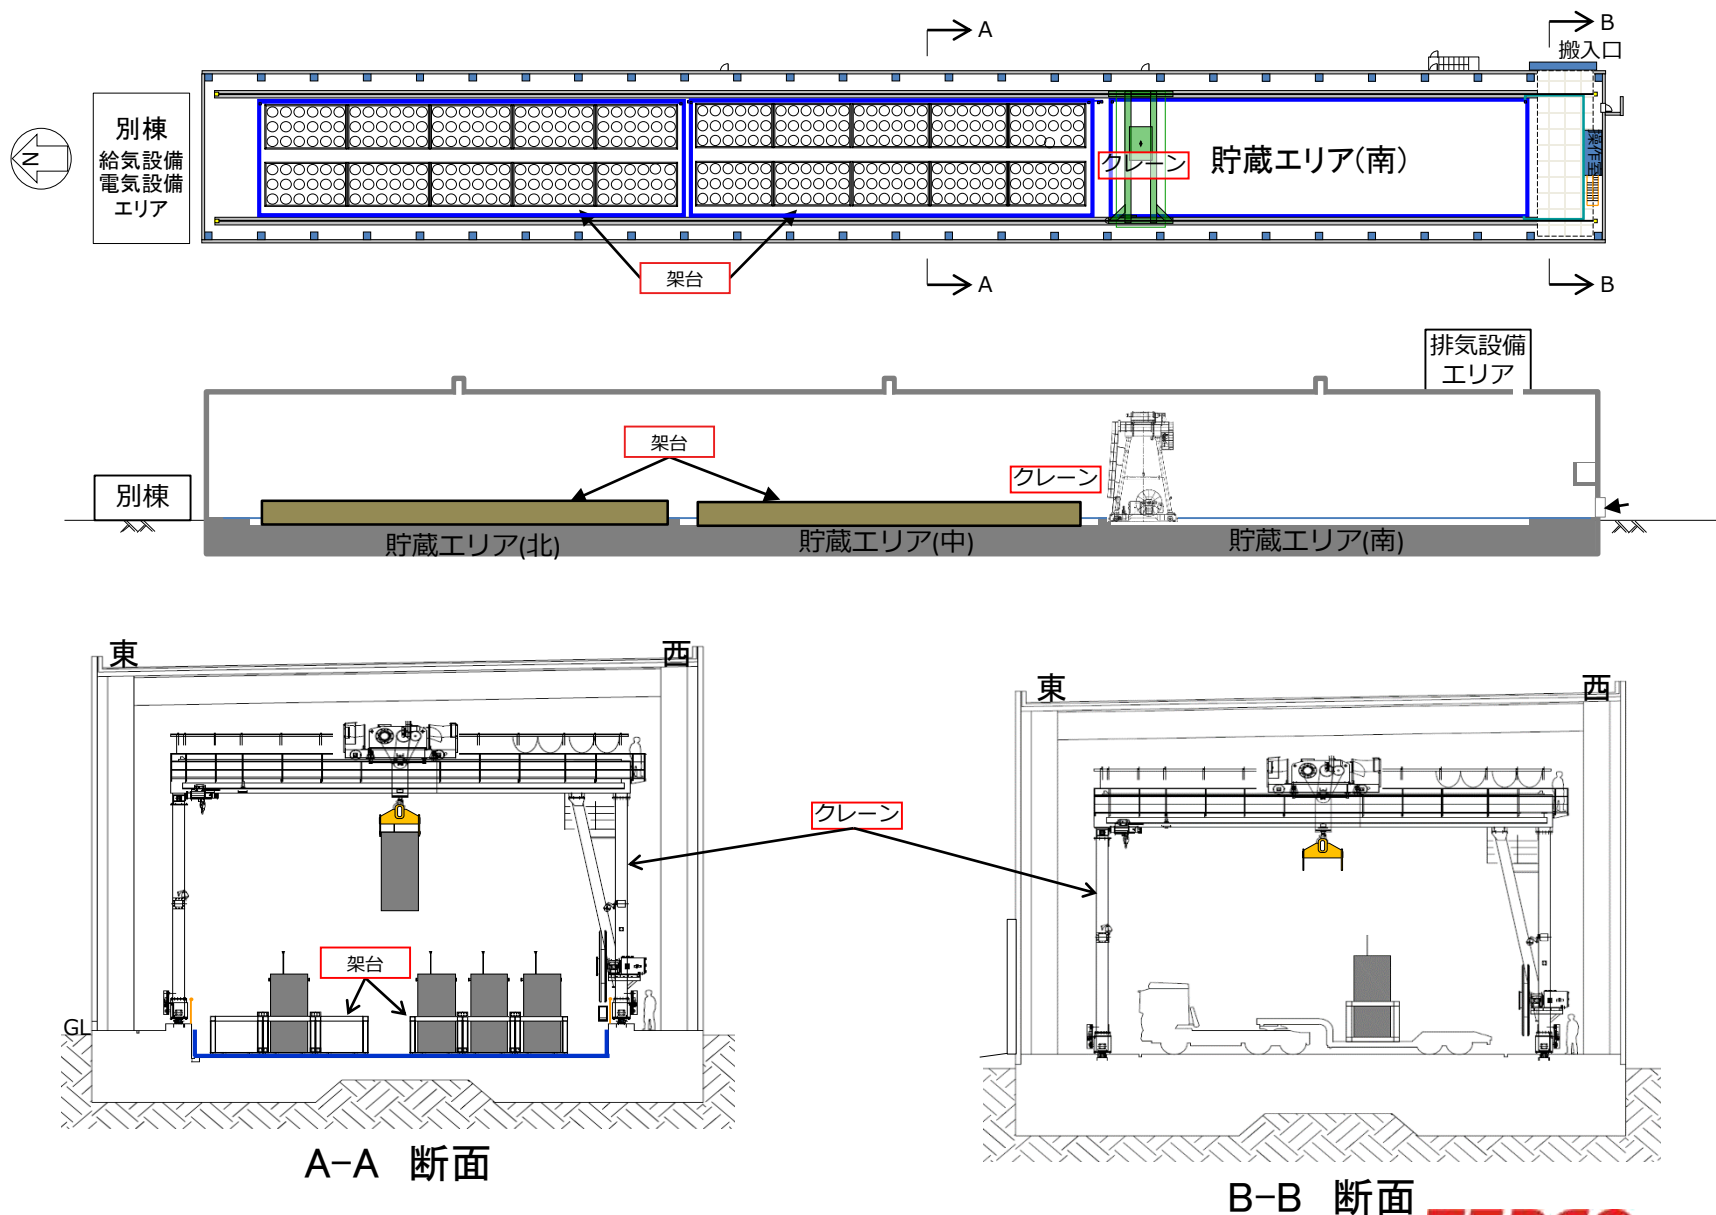 A
B
搬入口
別棟
給気設備
電気設備
エリア
N
クレーン
貯蔵エリア(南)
操作室
架台
A
B
排気設備
エリア
架台
クレーン
別棟
貯蔵エリア(北)
貯蔵エリア(中)
貯蔵エリア(南)
東
西
東
西
クレーン
架台
GL
A-A 断面
B-B 断面
TEPCO